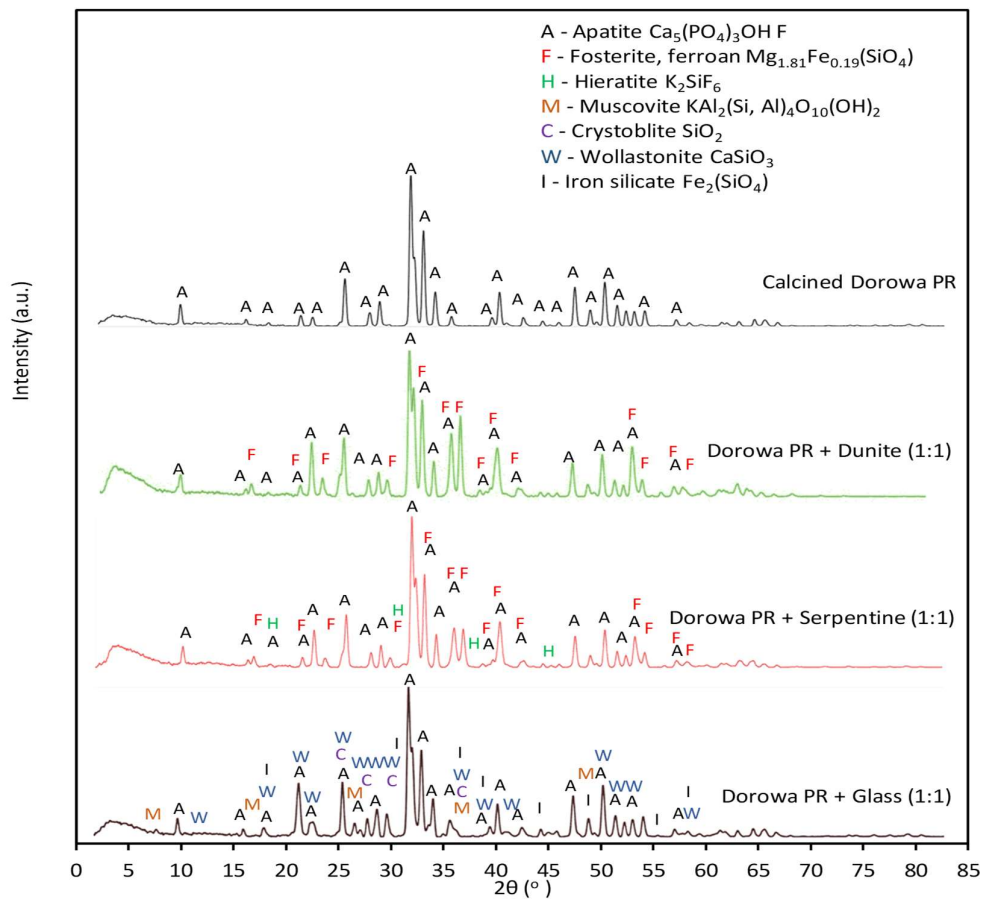 A - Apatite Ca₅(PO₄)₃OH F
F - Fosterite, ferroan Mg₁.₈₁Fe₀.₁₉(SiO₄)
H - Hieratite K₂SiF₆
M - Muscovite KAl₂(Si, Al)₄O₁₀(OH)₂
C - Crystoblite SiO₂
W - Wollastonite CaSiO₃
I - Iron silicate Fe₂(SiO₄)
Intensity (a.u.)
A
A
A A A A A A A A A A A A A A A A A A A A A
Calcined Dorowa PR
A
F
A
F F
A
F
A
A A F A A F A F A A A F A F A F A A A F F A F
Dorowa PR + Dunite (1:1)
A
F
A
F F
A
F
A
A A F H A F A A F A A H F A H F A F A H A A A A F F F A F
Dorowa PR + Serpentine (1:1)
A
M A W A M I W A W A W A W C A M A W C A W W C I A A A I W C M I W A A W A I A M I W A A W W A I A I W
Dorowa PR + Glass (1:1)
0 5 10 15 20 25 30 35 40 45 50 55 60 65 70 75 80 85
2θ (°)